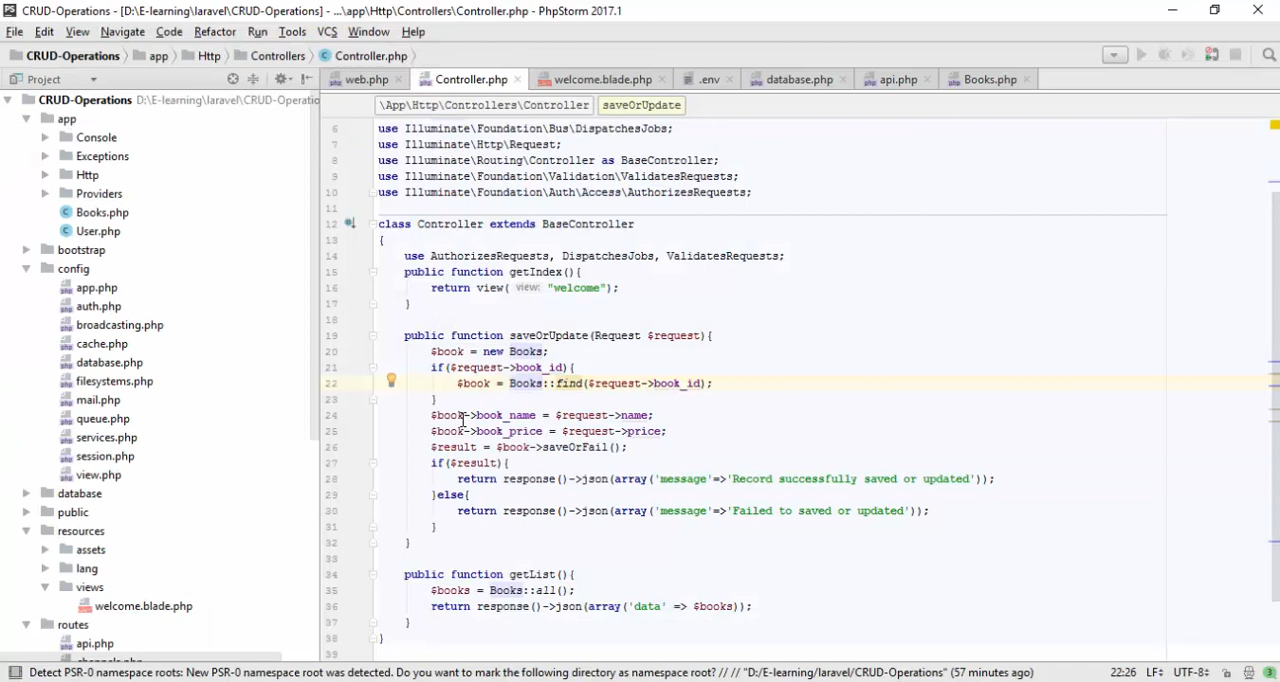 CRUD-Operations - [D:\E-learning\laravel\CRUD-Operations] - ...\app\Http\Controllers\Controller.php - PhpStorm 2017.1
File Edit View Navigate Code Refactor Run Tools VCS Window Help
CRUD-Operations app Http Controllers Controller.php
Project web.php Controller.php welcome.blade.php .env database.php api.php Books.php
CRUD-Operations D:\E-learning\laravel\CRUD-Operatio
\App\Http\Controllers\Controller saveOrUpdate
app
Console
Exceptions
Http
Providers
Books.php
User.php
bootstrap
config
app.php
auth.php
broadcasting.php
cache.php
database.php
filesystems.php
mail.php
queue.php
services.php
session.php
view.php
database
public
resources
assets
lang
views
welcome.blade.php
routes
api.php
channels.php
6 use Illuminate\Foundation\Bus\DispatchesJobs;
7 use Illuminate\Http\Request;
8 use Illuminate\Routing\Controller as BaseController;
9 use Illuminate\Foundation\Validation\ValidatesRequests;
10 use Illuminate\Foundation\Auth\Access\AuthorizesRequests;
11
12 class Controller extends BaseController
13 {
14 use AuthorizesRequests, DispatchesJobs, ValidatesRequests;
15 public function getIndex(){
16 return view( view: "welcome");
17 }
18
19 public function saveOrUpdate(Request $request){
20 $book = new Books;
21 if($request->book_id){
22 $book = Books::find($request->book_id);
23 }
24 $book->book_name = $request->name;
25 $book->book_price = $request->price;
26 $result = $book->saveOrFail();
27 if($result){
28 return response()->json(array('message'=>'Record successfully saved or updated'));
29 }else{
30 return response()->json(array('message'=>'Failed to saved or updated'));
31 }
32 }
33
34 public function getList(){
35 $books = Books::all();
36 return response()->json(array('data' => $books));
37 }
38 }
39
Detect PSR-0 namespace roots: New PSR-0 namespace root was detected. Do you want to mark the following directory as namespace root? // // "D:/E-learning/laravel/CRUD-Operations" (57 minutes ago) 22:26 LF÷ UTF-8÷ 3